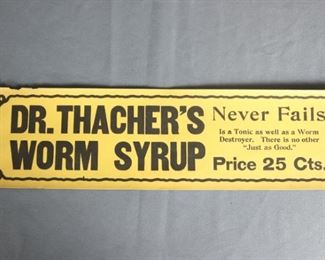 DR. THACHER'S
WORM SYRUP
Never Fails
Is a Tonic as well as a Worm
Destroyer. There is no other
"Just as Good."
Price 25 Cts.